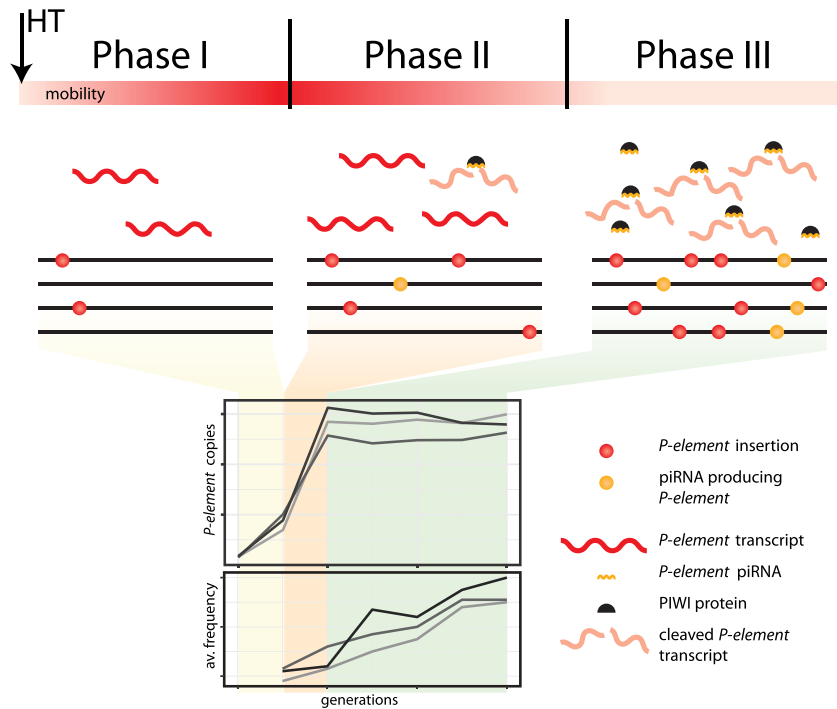 HT
Phase I
Phase II
Phase III
mobility
P-element copies
av. frequency
generations
P-element insertion
piRNA producing
P-element
P-element transcript
P-element piRNA
PIWI protein
cleaved P-element
transcript